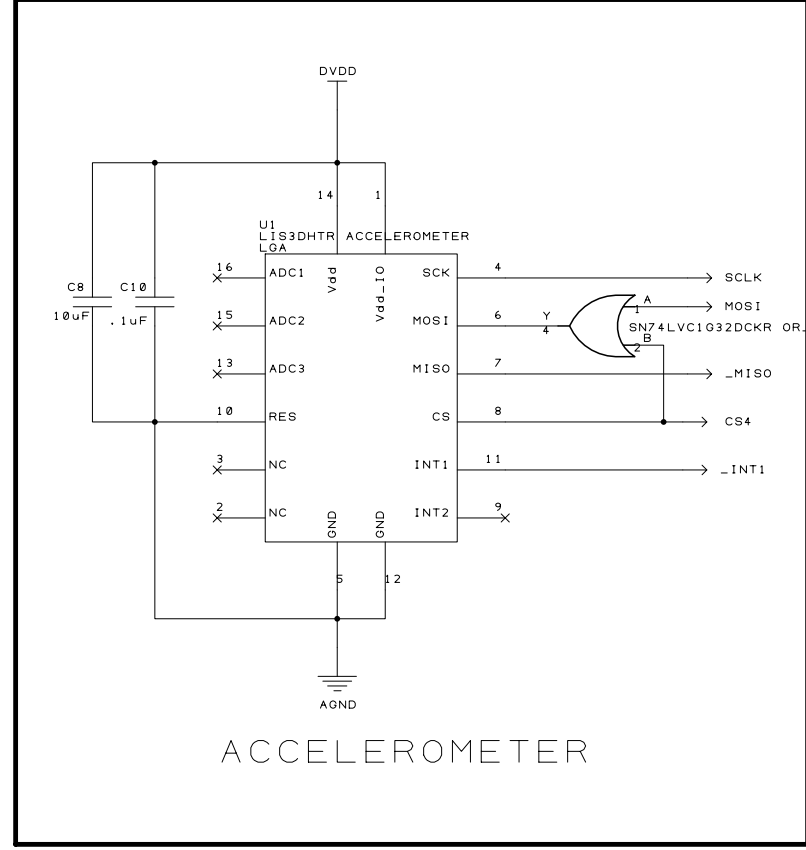 DVDD
14 1
U1
LIS3DHTR ACCELEROMETER
LGA
16 ADC1 Vdd Vdd_IO SCK 4 SCLK
C8 C10
10uF .1uF
A 1 MOSI
15 ADC2 MOSI 6 Y 4 SN74LVC1G32DCKR OR
B 2
13 ADC3 MISO 7 _MISO
10 RES CS 8 CS4
3 NC INT1 11 _INT1
2 NC GND GND INT2 9
5 12
AGND
ACCELEROMETER